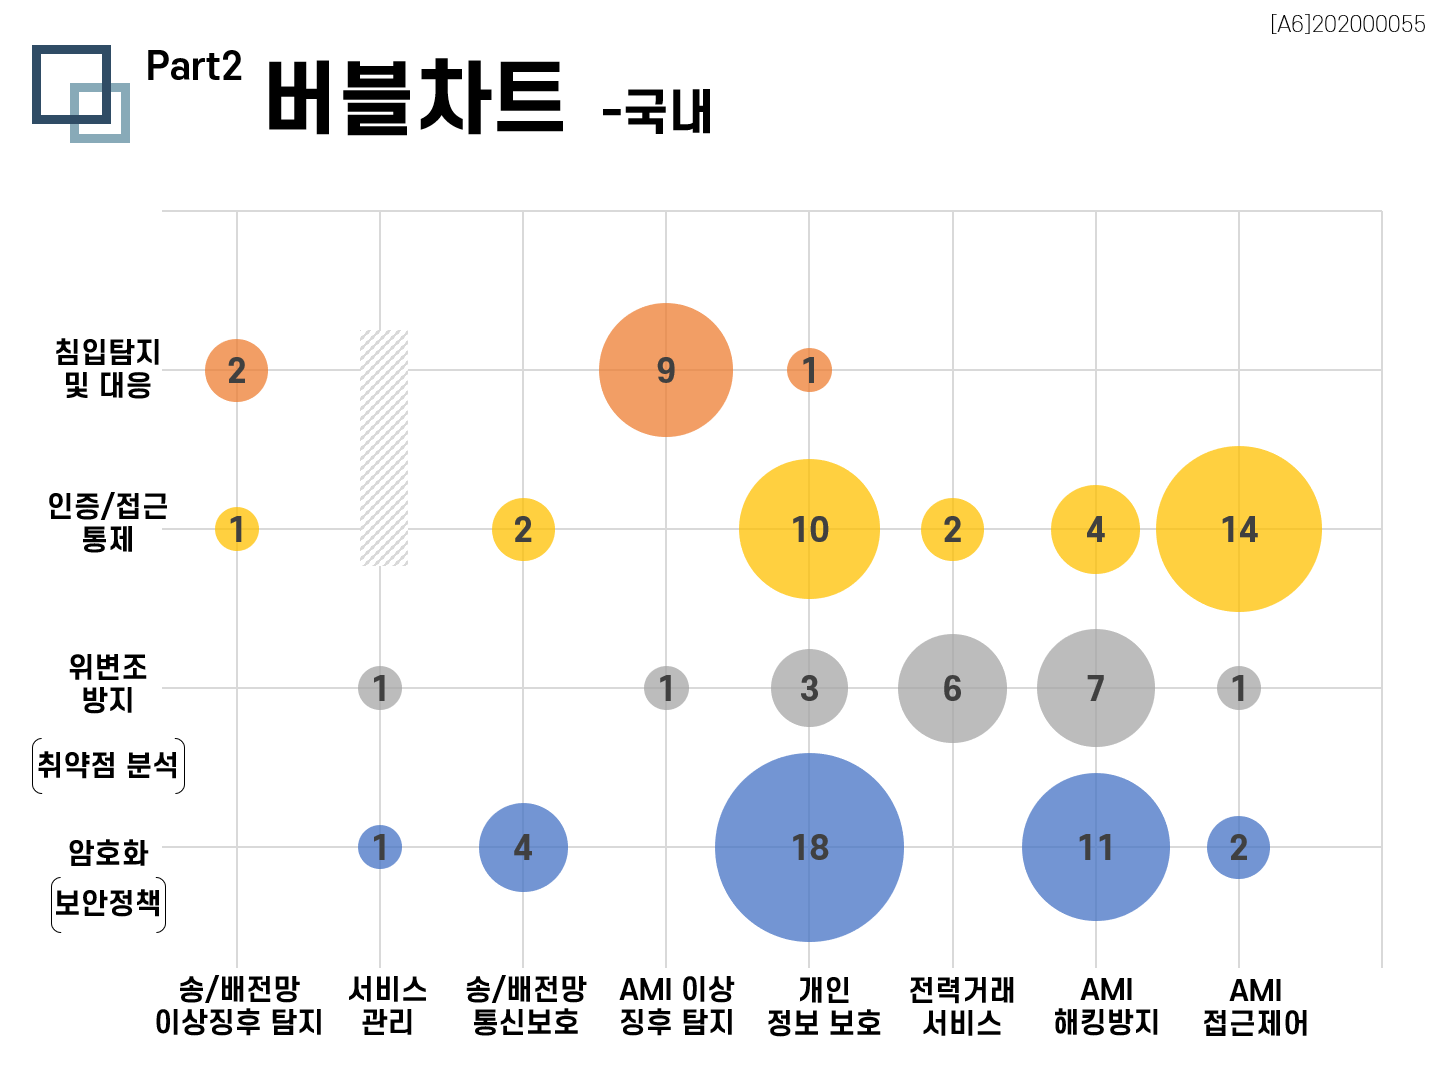 [A6]202000055
Part2
버블차트 -국내
침입탐지
및 대응
2
9
1
인증/접근
통제
1
2
10
2
4
14
위변조
방지
1
1
3
6
7
1
취약점 분석
암호화
1
4
18
11
2
보안정책
송/배전망
이상징후 탐지
서비스
관리
송/배전망
통신보호
AMI 이상
징후 탐지
개인
정보 보호
전력거래
서비스
AMI
해킹방지
AMI
접근제어